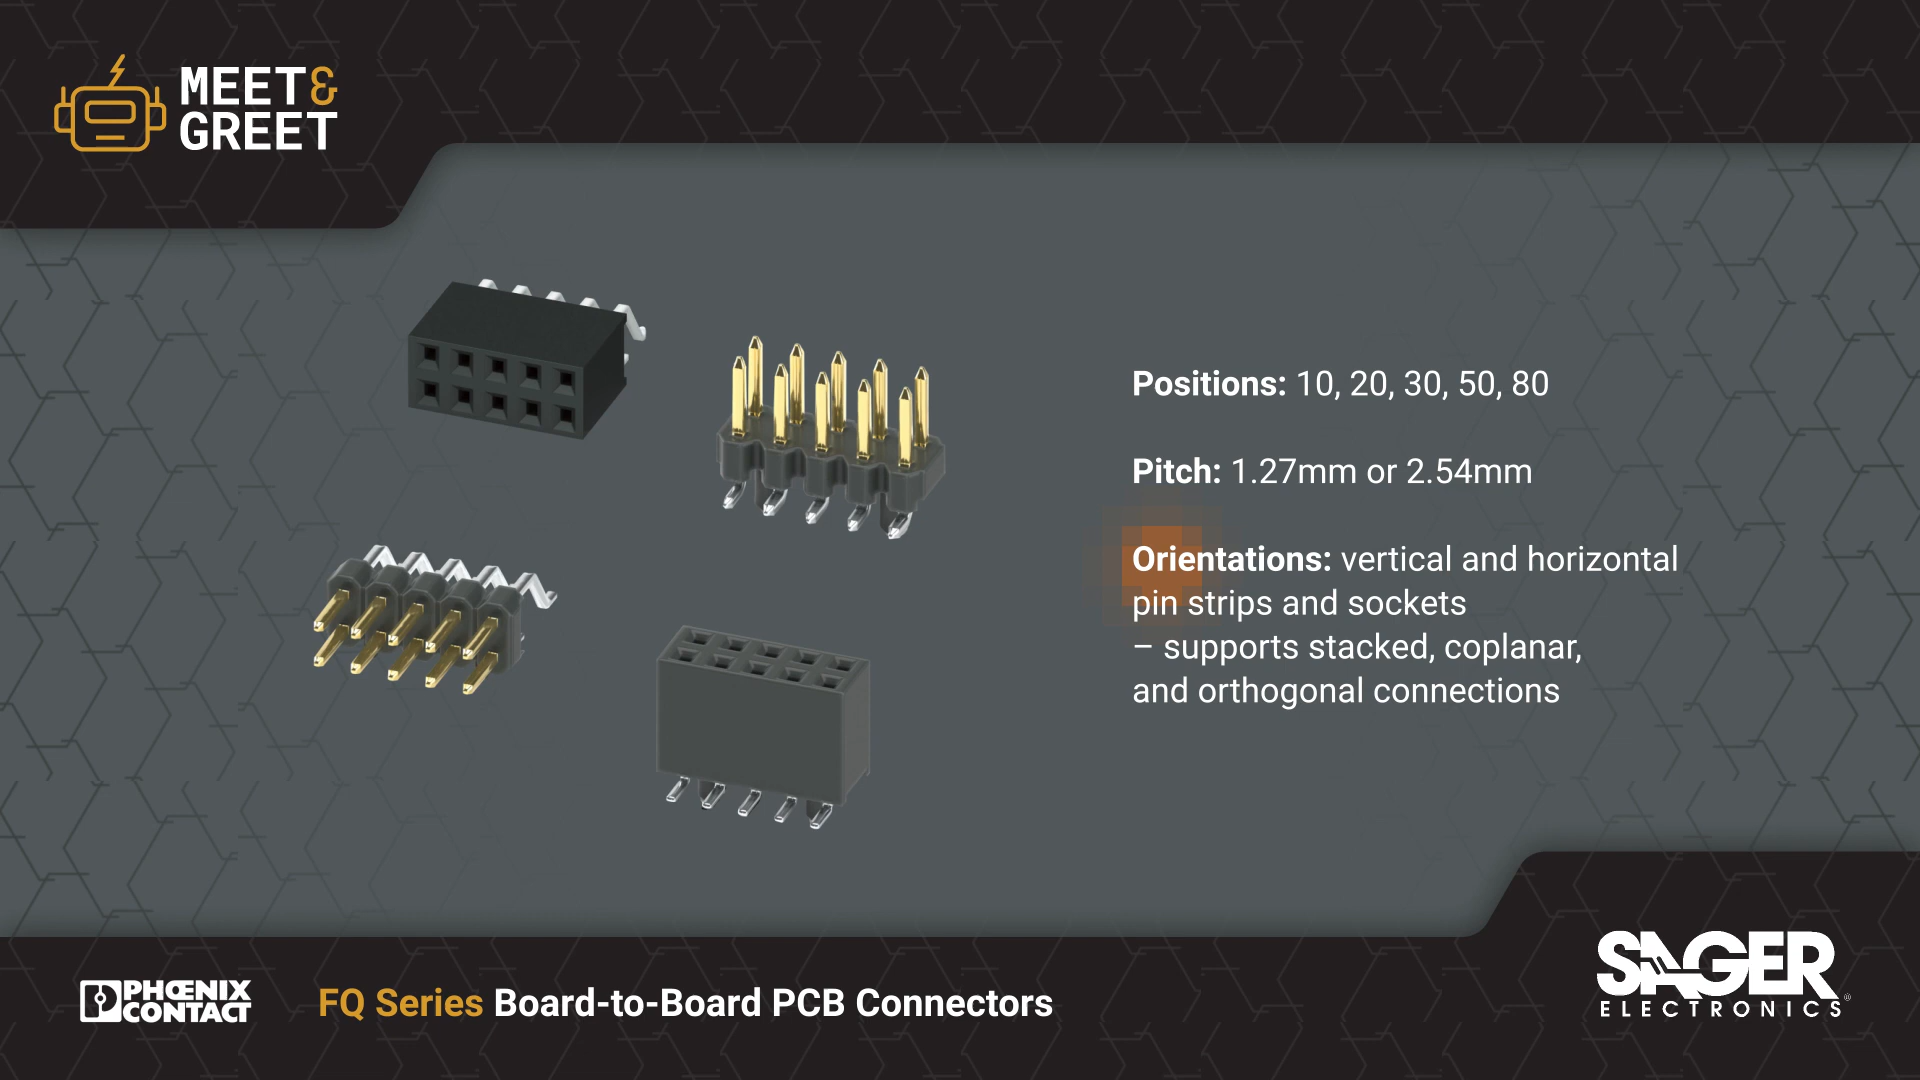 MEET&
GREET
Positions: 10, 20, 30, 50, 80
Pitch: 1.27mm or 2.54mm
Orientations: vertical and horizontal
pin strips and sockets
– supports stacked, coplanar,
and orthogonal connections
PHŒNIX
CONTACT
FQ Series Board-to-Board PCB Connectors
SAGER
ELECTRONICS®